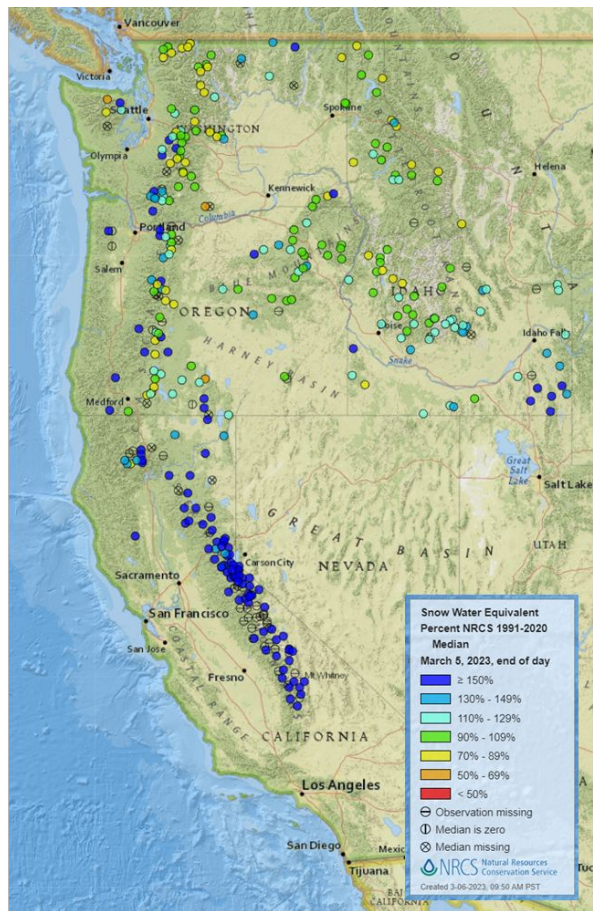 Vancouver
Victoria
Seattle
Spokane
WASHINGTON
Olympia
Helena
Kennewick
Columbia
Portland
Salem
BLUE MOUNTAINS
IDAHO
OREGON
Boise
Idaho Falls
Snake
HARNEY BASIN
Medford
Great
Salt
Lake
Salt Lake
GREAT BASIN
UTAH
Carson City
NEVADA
Sacramento
San Francisco
San Jose
Fresno
Mt Whitney
COASTAL RANGE
CALIFORNIA
Los Angeles
San Diego
Mexic
Tijuana
BAJ
CALIFORNIA
Tuc
Snow Water Equivalent
Percent NRCS 1991-2020
Median
March 5, 2023, end of day
≥ 150%
130% - 149%
110% - 129%
90% - 109%
70% - 89%
50% - 69%
< 50%
Observation missing
Median is zero
Median missing
NRCS Natural Resources
Conservation Service
Created 3-06-2023, 09:50 AM PST